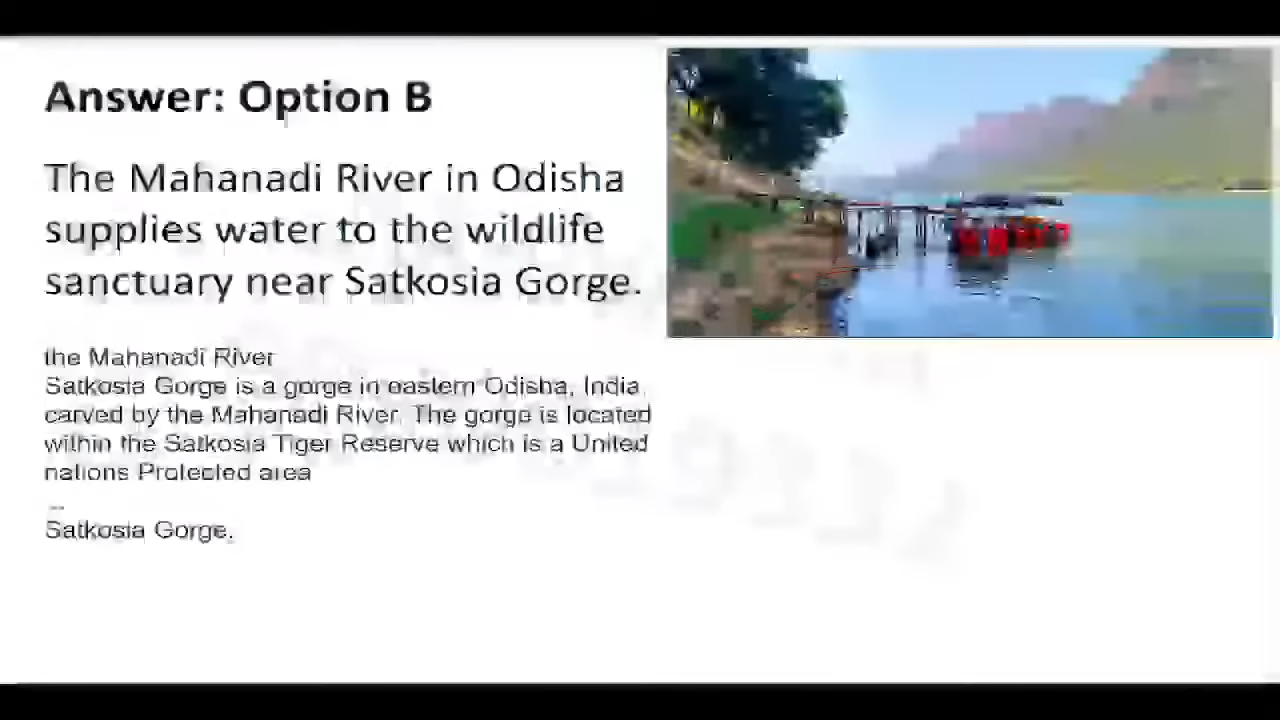 Answer: Option B
The Mahanadi River in Odisha
supplies water to the wildlife
sanctuary near Satkosia Gorge.
the Mahanadi River
Satkosia Gorge is a gorge in eastern Odisha, India
carved by the Mahanadi River. The gorge is located
within the Satkosia Tiger Reserve which is a United
nations Protected area
...
Satkosia Gorge.